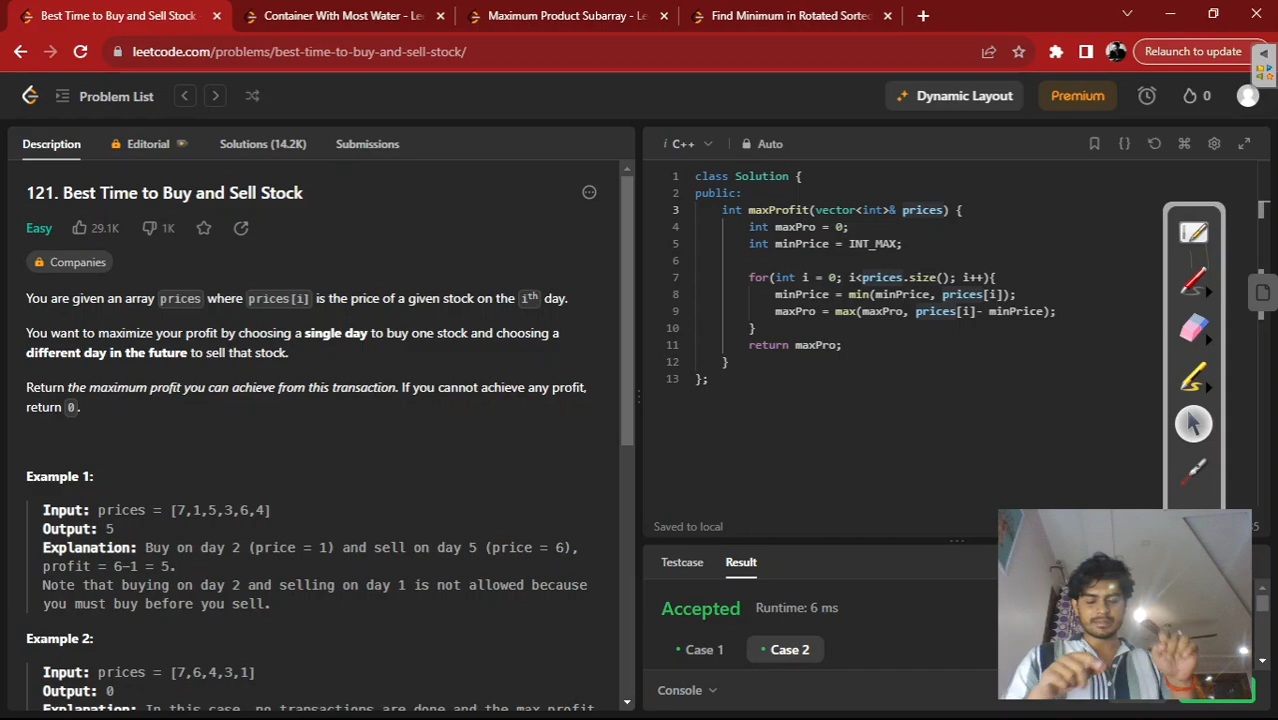 Best Time to Buy and Sell Stock
Container With Most Water - Le
Maximum Product Subarray - Le
Find Minimum in Rotated Sorte
leetcode.com/problems/best-time-to-buy-and-sell-stock/
Relaunch to update
Problem List
Dynamic Layout
Premium
0
Description
Editorial
Solutions (14.2K)
Submissions
i C++
Auto
121. Best Time to Buy and Sell Stock
Easy
29.1K
1K
Companies
You are given an array prices where prices[i] is the price of a given stock on the ith day.
You want to maximize your profit by choosing a single day to buy one stock and choosing a
different day in the future to sell that stock.
Return the maximum profit you can achieve from this transaction. If you cannot achieve any profit,
return 0.
Example 1:
Input: prices = [7,1,5,3,6,4]
Output: 5
Explanation: Buy on day 2 (price = 1) and sell on day 5 (price = 6),
profit = 6-1 = 5.
Note that buying on day 2 and selling on day 1 is not allowed because
you must buy before you sell.
Example 2:
Input: prices = [7,6,4,3,1]
Output: 0
Explanation: In this case, no transactions are done and the max profit
1 class Solution {
2 public:
3 int maxProfit(vector<int>& prices) {
4 int maxPro = 0;
5 int minPrice = INT_MAX;
6
7 for(int i = 0; i<prices.size(); i++){
8 minPrice = min(minPrice, prices[i]);
9 maxPro = max(maxPro, prices[i]- minPrice);
10 }
11 return maxPro;
12 }
13 };
Saved to local
Testcase
Result
Accepted
Runtime: 6 ms
Case 1
Case 2
Console